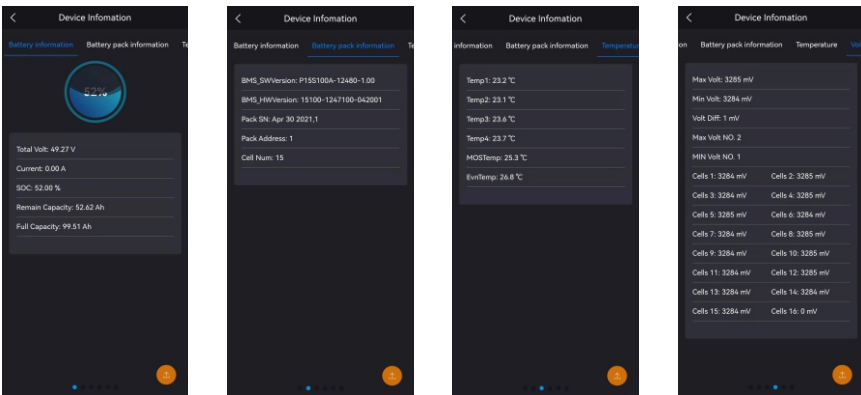 Device Infomation
Battery information Battery pack information Te
52%
Total Volt: 49.27 V
Current: 0.00 A
SOC: 52.00 %
Remain Capacity: 52.62 Ah
Full Capacity: 99.51 Ah
Device Infomation
Battery information Battery pack information Te
BMS_SWVersion: P15S100A-12480-1.00
BMS_HWVersion: 15100-1247100-042001
Pack SN: Apr 30 2021,1
Pack Address: 1
Cell Num: 15
Device Infomation
information Battery pack information Temperatur
Temp1: 23.2 ℃
Temp2: 23.1 ℃
Temp3: 23.6 ℃
Temp4: 23.7 ℃
MOSTemp: 25.3 ℃
EvnTemp: 26.8 ℃
Device Infomation
on Battery pack information Temperature Vol
Max Volt: 3285 mV
Min Volt: 3284 mV
Volt Diff: 1 mV
Max Volt NO. 2
MIN Volt NO. 1
Cells 1: 3284 mV Cells 2: 3285 mV
Cells 3: 3284 mV Cells 4: 3285 mV
Cells 5: 3285 mV Cells 6: 3284 mV
Cells 7: 3284 mV Cells 8: 3285 mV
Cells 9: 3284 mV Cells 10: 3285 mV
Cells 11: 3284 mV Cells 12: 3285 mV
Cells 13: 3284 mV Cells 14: 3284 mV
Cells 15: 3284 mV Cells 16: 0 mV